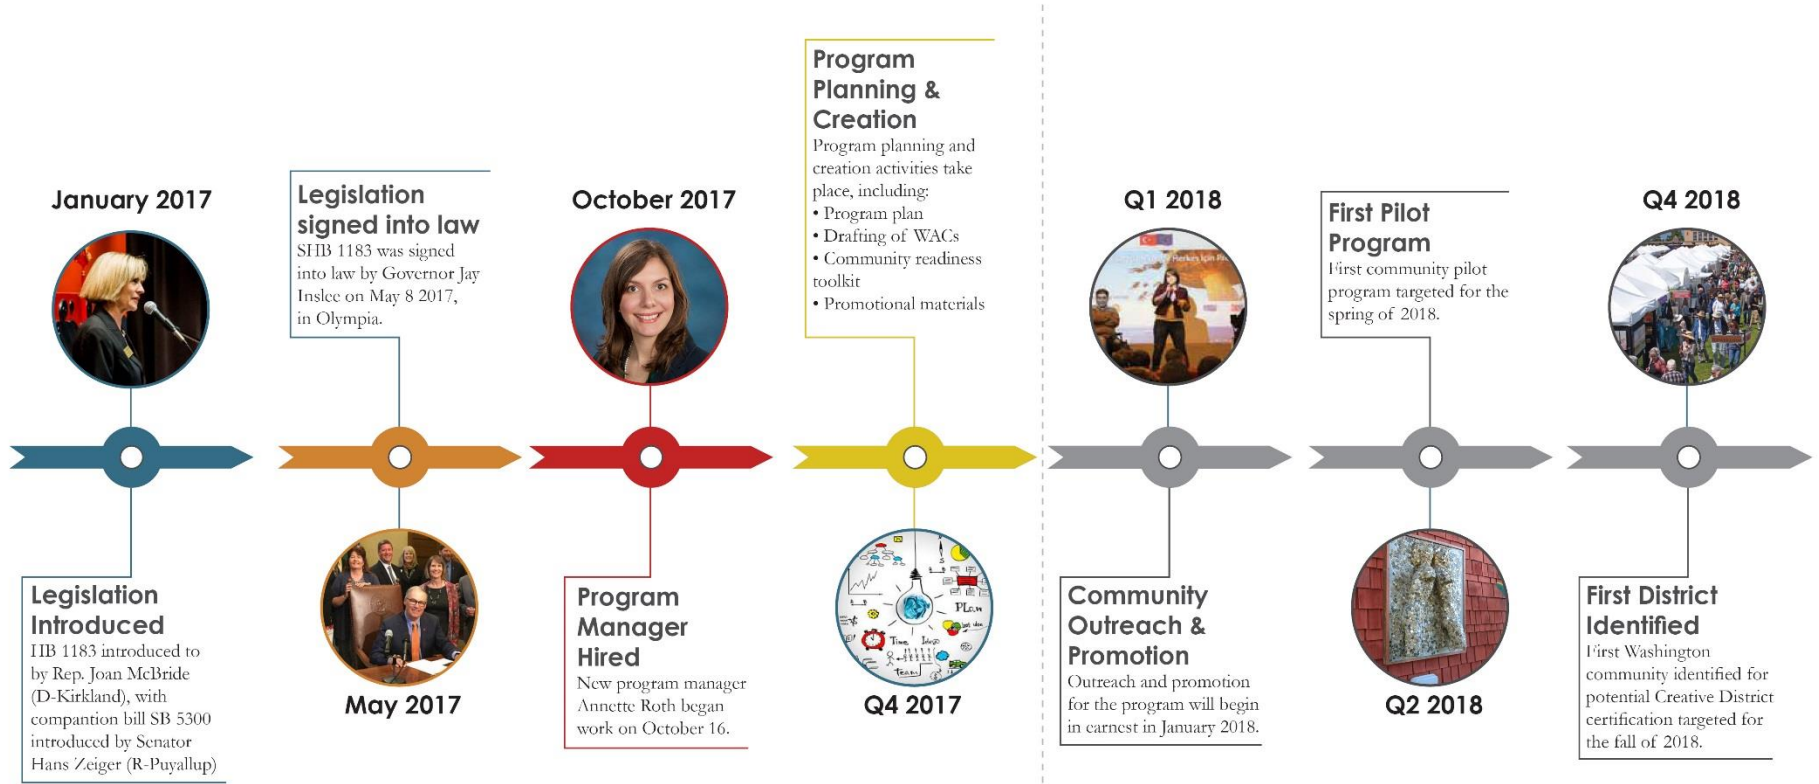 January 2017
Legislation
Introduced
HB 1183 introduced to
by Rep. Joan McBride
(D-Kirkland), with
compantion bill SB 5300
introduced by Senator
Hans Zeiger (R-Puyallup)
Legislation
signed into law
SHB 1183 was signed
into law by Governor Jay
Inslee on May 8 2017,
in Olympia.
May 2017
October 2017
Program
Manager
Hired
New program manager
Annette Roth began
work on October 16.
Program
Planning &
Creation
Program planning and
creation activities take
place, including:
• Program plan
• Drafting of WACs
• Community readiness
toolkit
• Promotional materials
PLan
Time
Ideas
team
Q4 2017
Q1 2018
Herkes İçin
Community
Outreach &
Promotion
Outreach and promotion
for the program will begin
in earnest in January 2018.
First Pilot
Program
First community pilot
program targeted for the
spring of 2018.
Q2 2018
Q4 2018
First District
Identified
First Washington
community identified for
potential Creative District
certification targeted for
the fall of 2018.